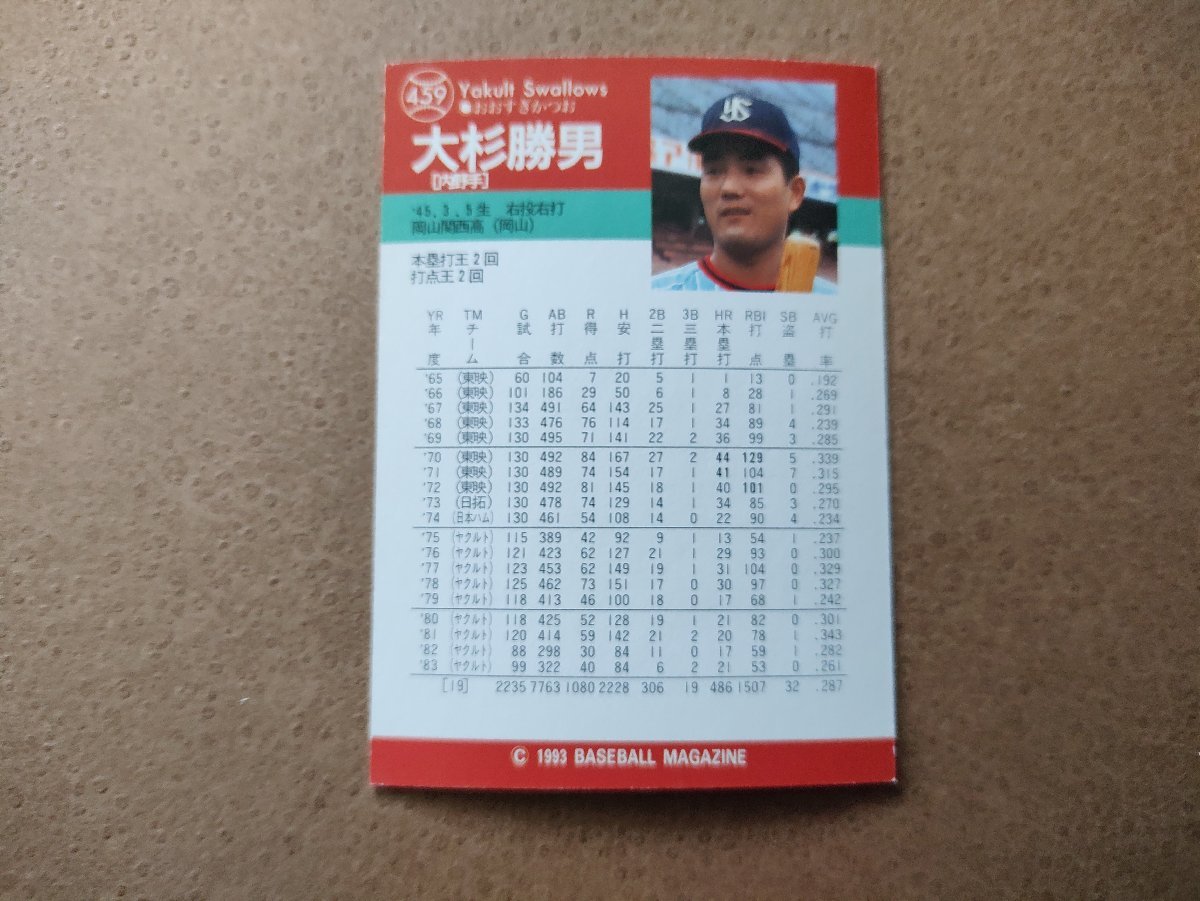 459
Yakult Swallows
●おおすぎかつお
大杉勝男
[内野手]
YS
'45.3.5生 右投右打
岡山関西高 (岡山)
本塁打王2回
打点王2回
YR TM G AB R H 2B 3B HR RBI SB AVG
年度 チーム 試合 打数 得点 安打 二塁打 三塁打 本塁打 打点 盗塁 打率
'65 (東映) 60 104 7 20 5 1 1 13 0 .192
'66 (東映) 101 186 29 50 6 1 8 28 1 .269
'67 (東映) 134 491 64 143 25 1 27 81 1 .291
'68 (東映) 133 476 76 114 17 1 34 89 4 .239
'69 (東映) 130 495 71 141 22 2 36 99 3 .285
'70 (東映) 130 492 84 167 27 2 44 129 5 .339
'71 (東映) 130 489 74 154 17 1 41 104 7 .315
'72 (東映) 130 492 81 145 18 1 40 101 0 .295
'73 (日拓) 130 478 74 129 14 1 34 85 3 .270
'74 (日本ハム) 130 461 54 108 14 0 22 90 4 .234
'75 (ヤクルト) 115 389 42 92 9 1 13 54 1 .237
'76 (ヤクルト) 121 423 62 127 21 1 29 93 0 .300
'77 (ヤクルト) 123 453 62 149 19 1 31 104 0 .329
'78 (ヤクルト) 125 462 73 151 17 0 30 97 0 .327
'79 (ヤクルト) 118 413 46 100 18 0 17 68 1 .242
'80 (ヤクルト) 118 425 52 128 19 1 21 82 0 .301
'81 (ヤクルト) 120 414 59 142 21 2 20 78 1 .343
'82 (ヤクルト) 88 298 30 84 11 0 17 59 1 .282
'83 (ヤクルト) 99 322 40 84 6 2 21 53 0 .261
[19] 2235 7763 1080 2228 306 19 486 1507 32 .287
© 1993 BASEBALL MAGAZINE